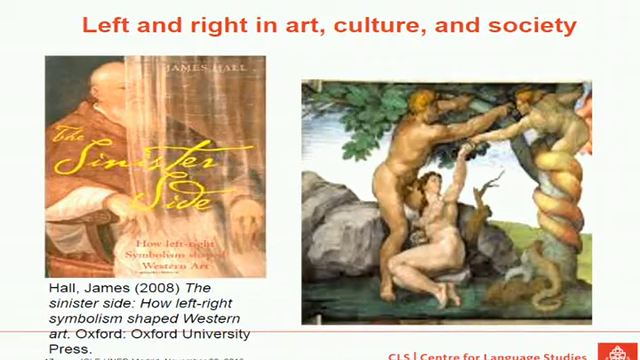 Left and right in art, culture, and society
JAMES HALL
The
Sinister
Side
How left-right
Symbolism shaped
Western Art
Hall, James (2008) The
sinister side: How left-right
symbolism shaped Western
art. Oxford: Oxford University
Press.
CLS | Centre for Language Studies